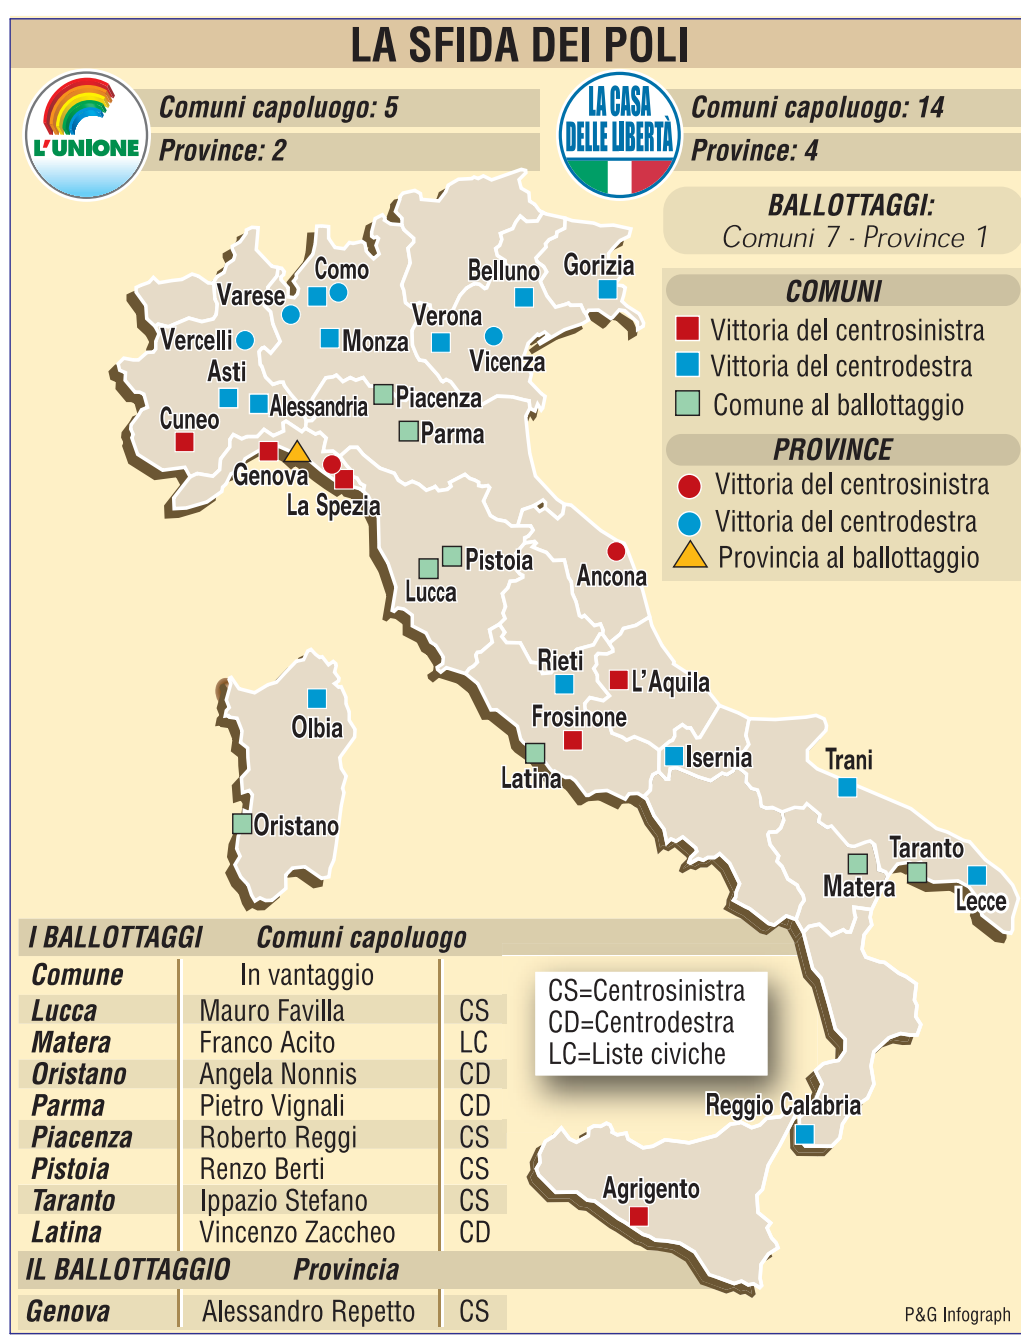 LA SFIDA DEI POLI
L'UNIONE
Comuni capoluogo: 5
Province: 2
LA CASA
DELLE LIBERTÀ
Comuni capoluogo: 14
Province: 4
BALLOTTAGGI:
Comuni 7 - Province 1
COMUNI
Vittoria del centrosinistra
Vittoria del centrodestra
Comune al ballottaggio
PROVINCE
Vittoria del centrosinistra
Vittoria del centrodestra
Provincia al ballottaggio
Como
Belluno
Gorizia
Varese
Verona
Vercelli
Monza
Vicenza
Asti
Alessandria
Piacenza
Cuneo
Parma
Genova
La Spezia
Pistoia
Lucca
Ancona
Rieti
L'Aquila
Olbia
Frosinone
Latina
Isernia
Trani
Oristano
Taranto
Matera
Lecce
Reggio Calabria
Agrigento
I BALLOTTAGGI Comuni capoluogo
Comune In vantaggio
Lucca Mauro Favilla CS
Matera Franco Acito LC
Oristano Angela Nonnis CD
Parma Pietro Vignali CD
Piacenza Roberto Reggi CS
Pistoia Renzo Berti CS
Taranto Ippazio Stefano CS
Latina Vincenzo Zaccheo CD
IL BALLOTTAGGIO Provincia
Genova Alessandro Repetto CS
CS=Centrosinistra
CD=Centrodestra
LC=Liste civiche
P&G Infograph